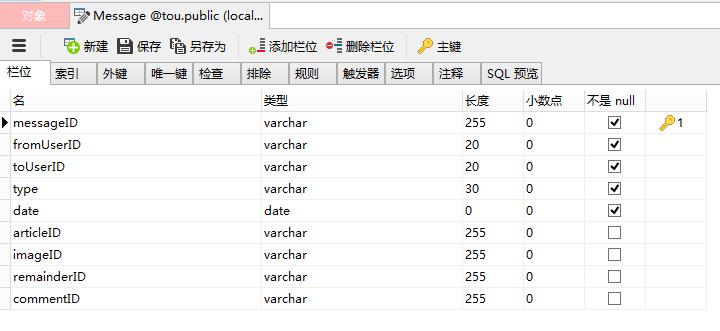 对象 Message @tou.public (local...
新建 保存 另存为 添加栏位 删除栏位 主键
栏位 索引 外键 唯一键 检查 排除 规则 触发器 选项 注释 SQL 预览
名 类型 长度 小数点 不是 null
messageID varchar 255 0 1
fromUserID varchar 20 0
toUserID varchar 20 0
type varchar 30 0
date date 0 0
articleID varchar 255 0
imageID varchar 255 0
remainderID varchar 255 0
commentID varchar 255 0